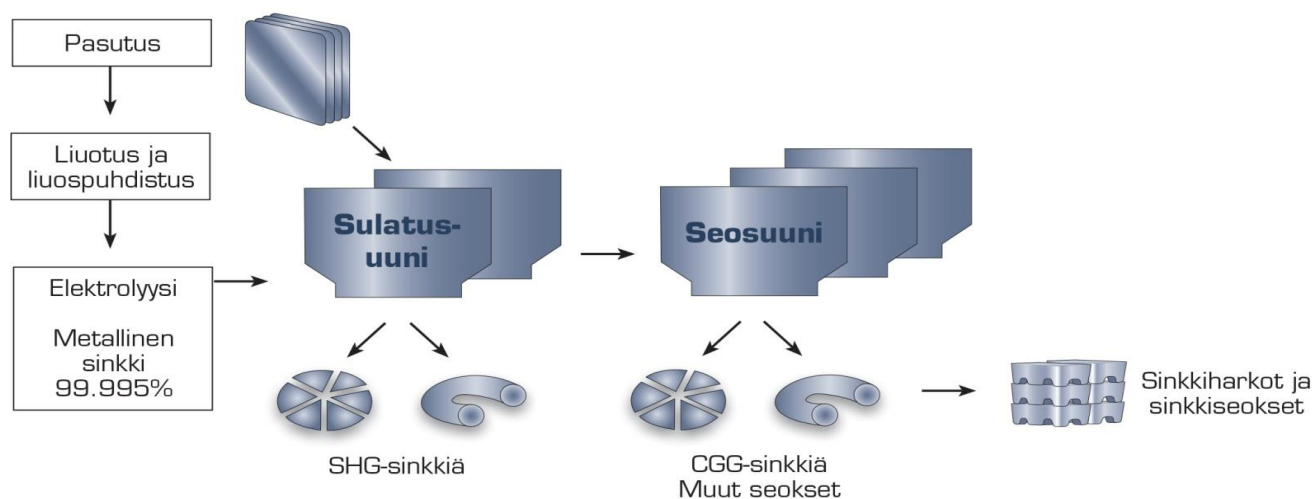 Pasutus
Liuotus ja
liuospuhdistus
Elektrolyysi
Metallinen
sinkki
99.995%
Sulatus-
uuni
SHG-sinkkiä
Seosuuni
CGG-sinkkiä
Muut seokset
Sinkkiharkot ja
sinkkiseokset